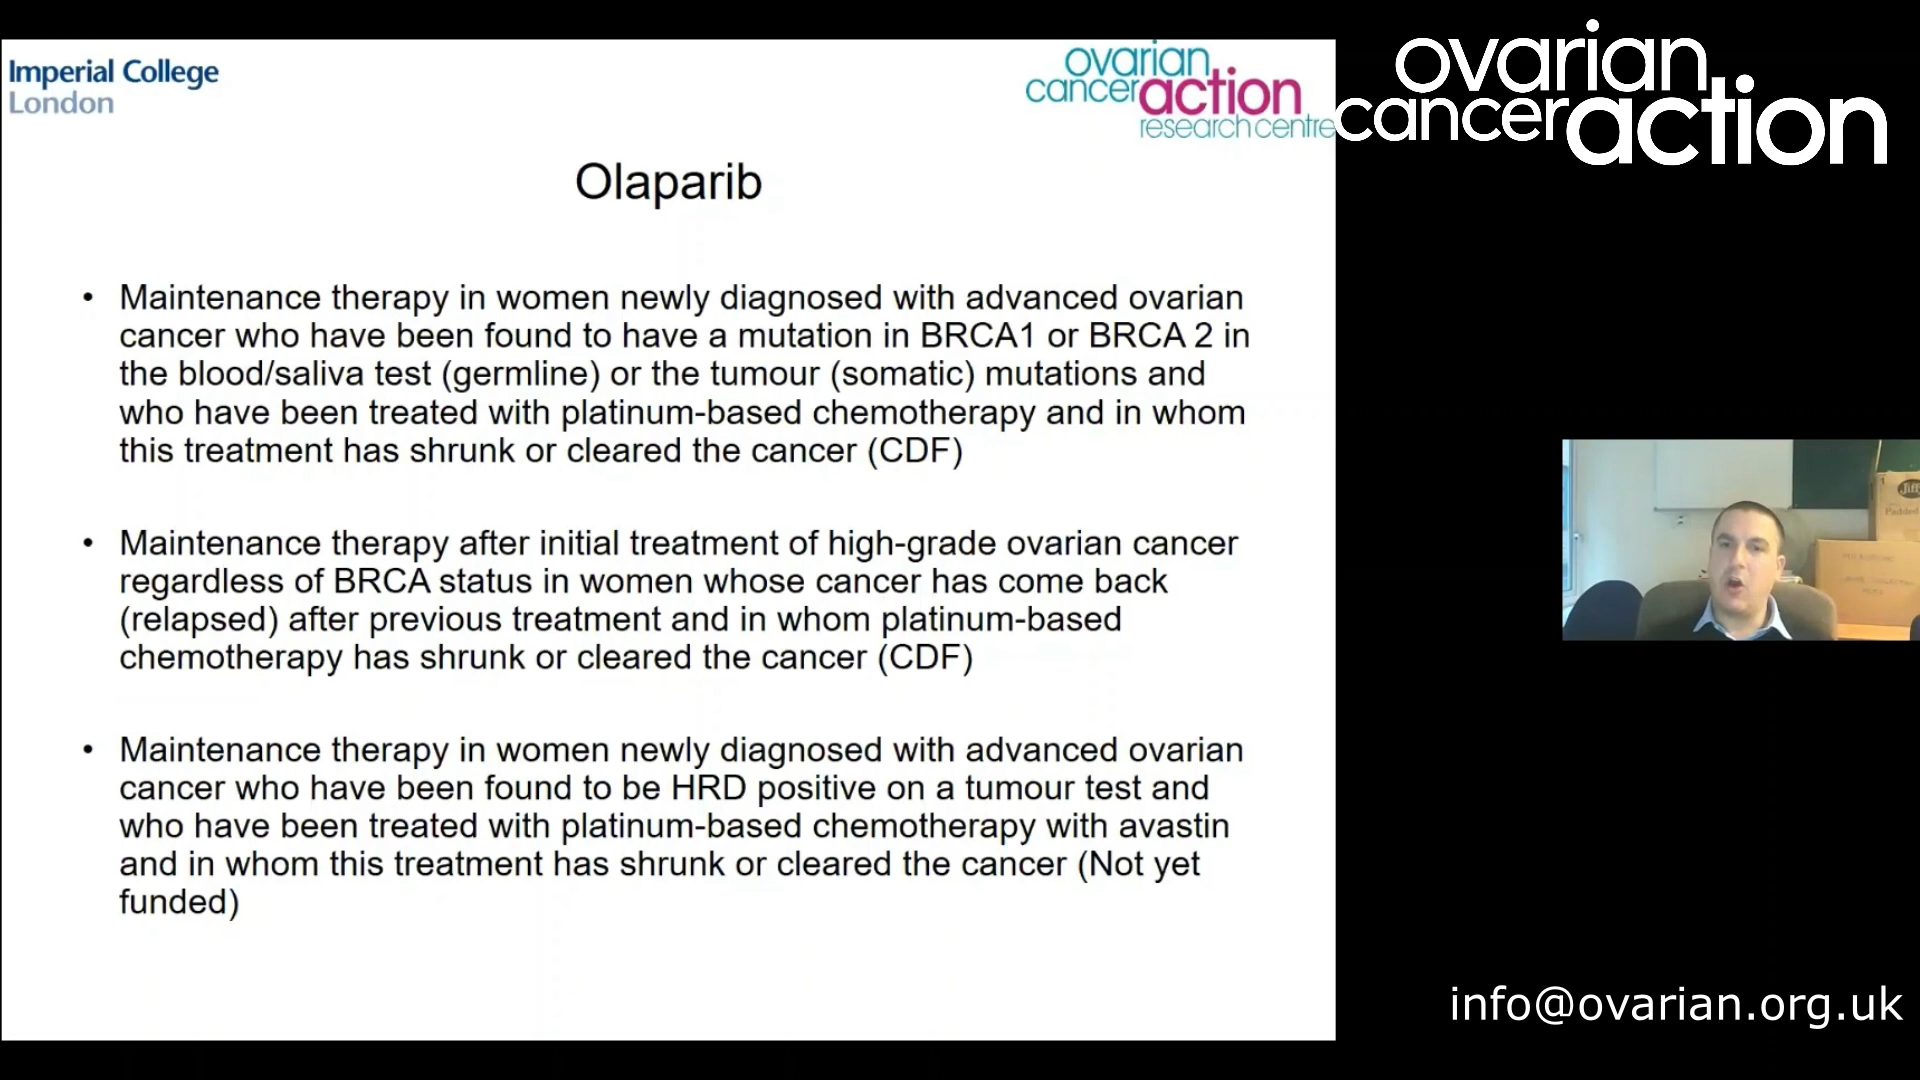 Imperial College
London
ovarian
canceraction
research centre
ovarian
canceraction
Olaparib
• Maintenance therapy in women newly diagnosed with advanced ovarian
cancer who have been found to have a mutation in BRCA1 or BRCA 2 in
the blood/saliva test (germline) or the tumour (somatic) mutations and
who have been treated with platinum-based chemotherapy and in whom
this treatment has shrunk or cleared the cancer (CDF)
• Maintenance therapy after initial treatment of high-grade ovarian cancer
regardless of BRCA status in women whose cancer has come back
(relapsed) after previous treatment and in whom platinum-based
chemotherapy has shrunk or cleared the cancer (CDF)
• Maintenance therapy in women newly diagnosed with advanced ovarian
cancer who have been found to be HRD positive on a tumour test and
who have been treated with platinum-based chemotherapy with avastin
and in whom this treatment has shrunk or cleared the cancer (Not yet
funded)
Padded
info@ovarian.org.uk